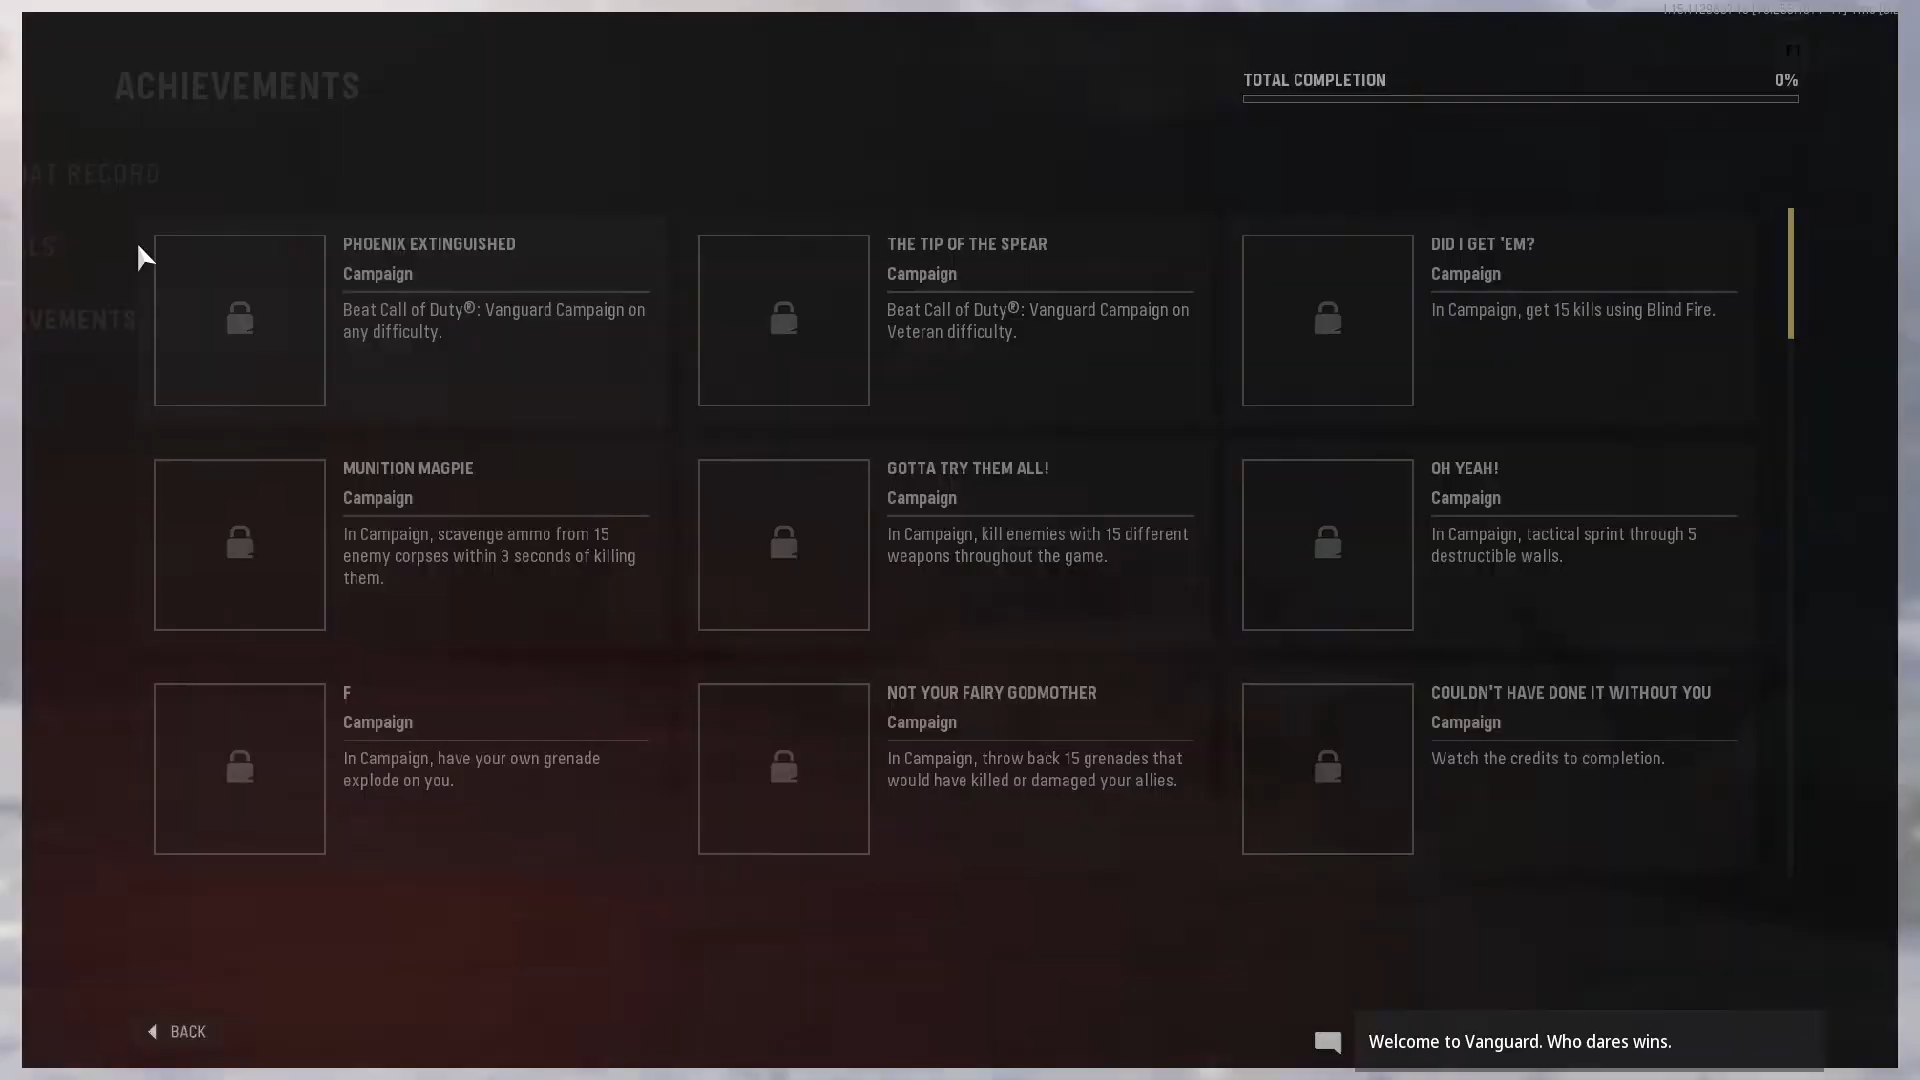 F1
ACHIEVEMENTS
TOTAL COMPLETION 0%
AT RECORD
LS
VEMENTS
PHOENIX EXTINGUISHED
Campaign
Beat Call of Duty®: Vanguard Campaign on
any difficulty.
THE TIP OF THE SPEAR
Campaign
Beat Call of Duty®: Vanguard Campaign on
Veteran difficulty.
DID I GET 'EM?
Campaign
In Campaign, get 15 kills using Blind Fire.
MUNITION MAGPIE
Campaign
In Campaign, scavenge ammo from 15
enemy corpses within 3 seconds of killing
them.
GOTTA TRY THEM ALL!
Campaign
In Campaign, kill enemies with 15 different
weapons throughout the game.
OH YEAH!
Campaign
In Campaign, tactical sprint through 5
destructible walls.
F
Campaign
In Campaign, have your own grenade
explode on you.
NOT YOUR FAIRY GODMOTHER
Campaign
In Campaign, throw back 15 grenades that
would have killed or damaged your allies.
COULDN'T HAVE DONE IT WITHOUT YOU
Campaign
Watch the credits to completion.
BACK
Welcome to Vanguard. Who dares wins.